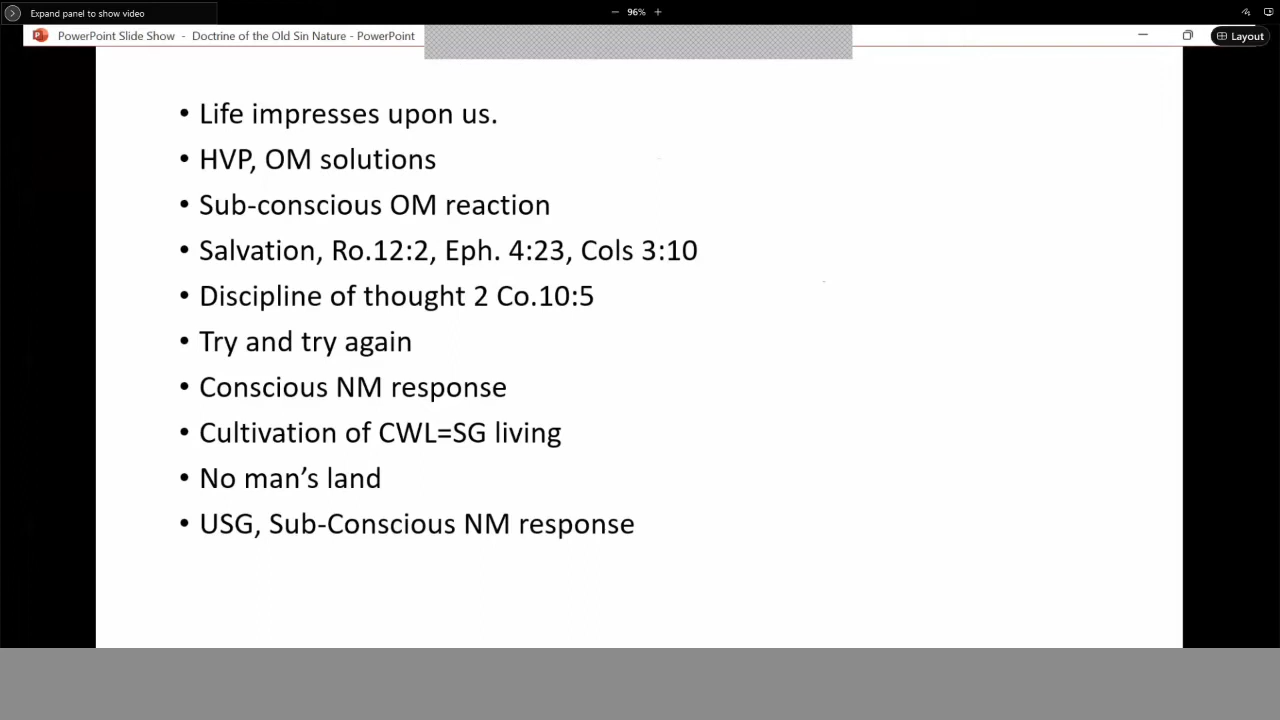 Expand panel to show video
− 96% +
PowerPoint Slide Show - Doctrine of the Old Sin Nature - PowerPoint
Layout
• Life impresses upon us.
• HVP, OM solutions
• Sub-conscious OM reaction
• Salvation, Ro.12:2, Eph. 4:23, Cols 3:10
• Discipline of thought 2 Co.10:5
• Try and try again
• Conscious NM response
• Cultivation of CWL=SG living
• No man’s land
• USG, Sub-Conscious NM response